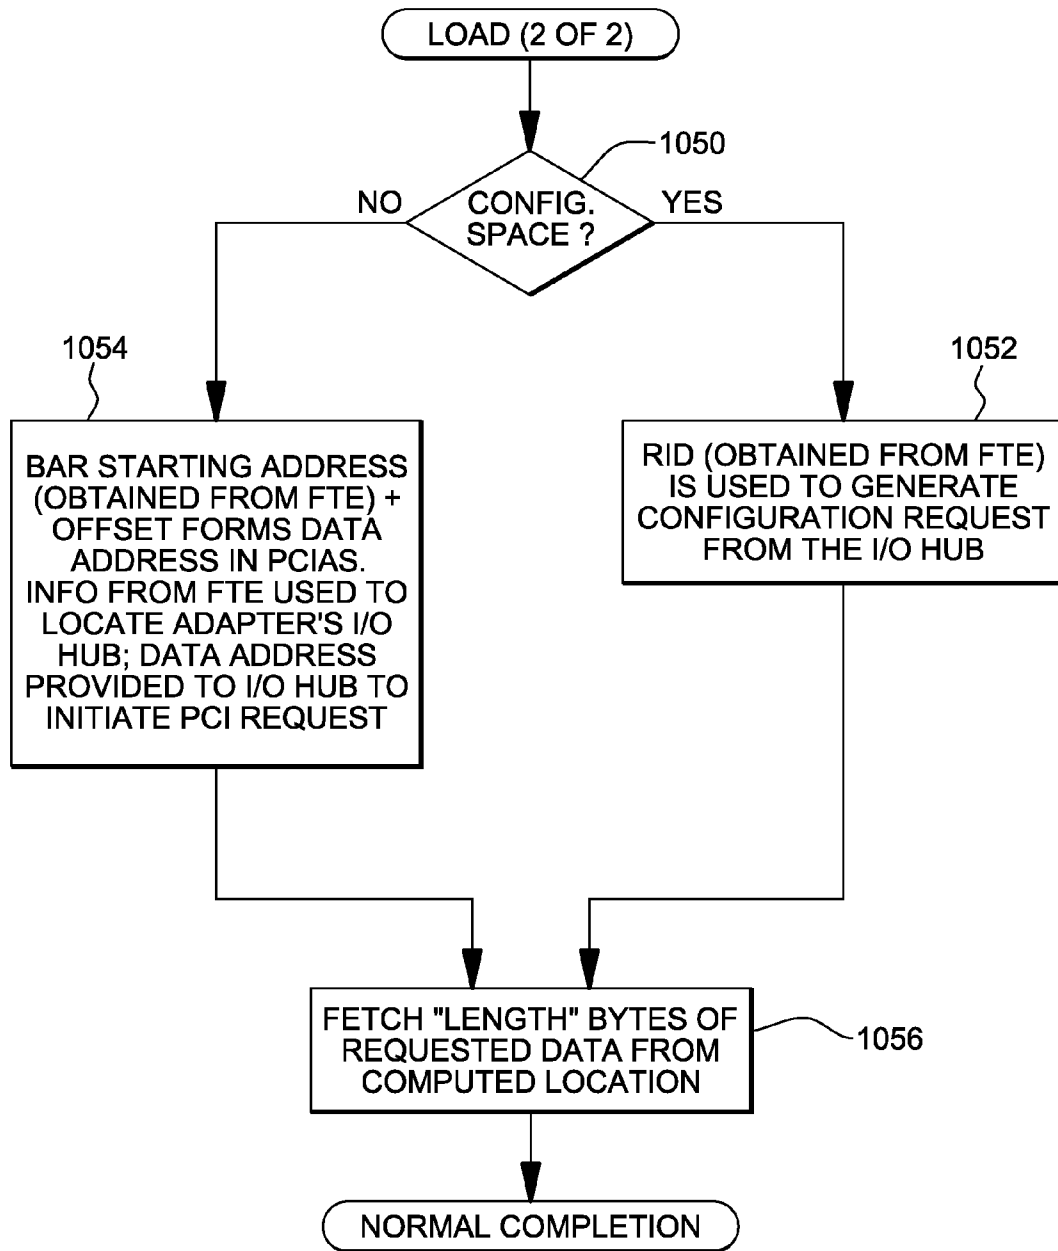 LOAD (2 OF 2)
1050
CONFIG.
SPACE ?
NO
YES
1054
BAR STARTING ADDRESS
(OBTAINED FROM FTE) +
OFFSET FORMS DATA
ADDRESS IN PCIAS.
INFO FROM FTE USED TO
LOCATE ADAPTER'S I/O
HUB; DATA ADDRESS
PROVIDED TO I/O HUB TO
INITIATE PCI REQUEST
1052
RID (OBTAINED FROM FTE)
IS USED TO GENERATE
CONFIGURATION REQUEST
FROM THE I/O HUB
FETCH "LENGTH" BYTES OF
REQUESTED DATA FROM
COMPUTED LOCATION
1056
NORMAL COMPLETION